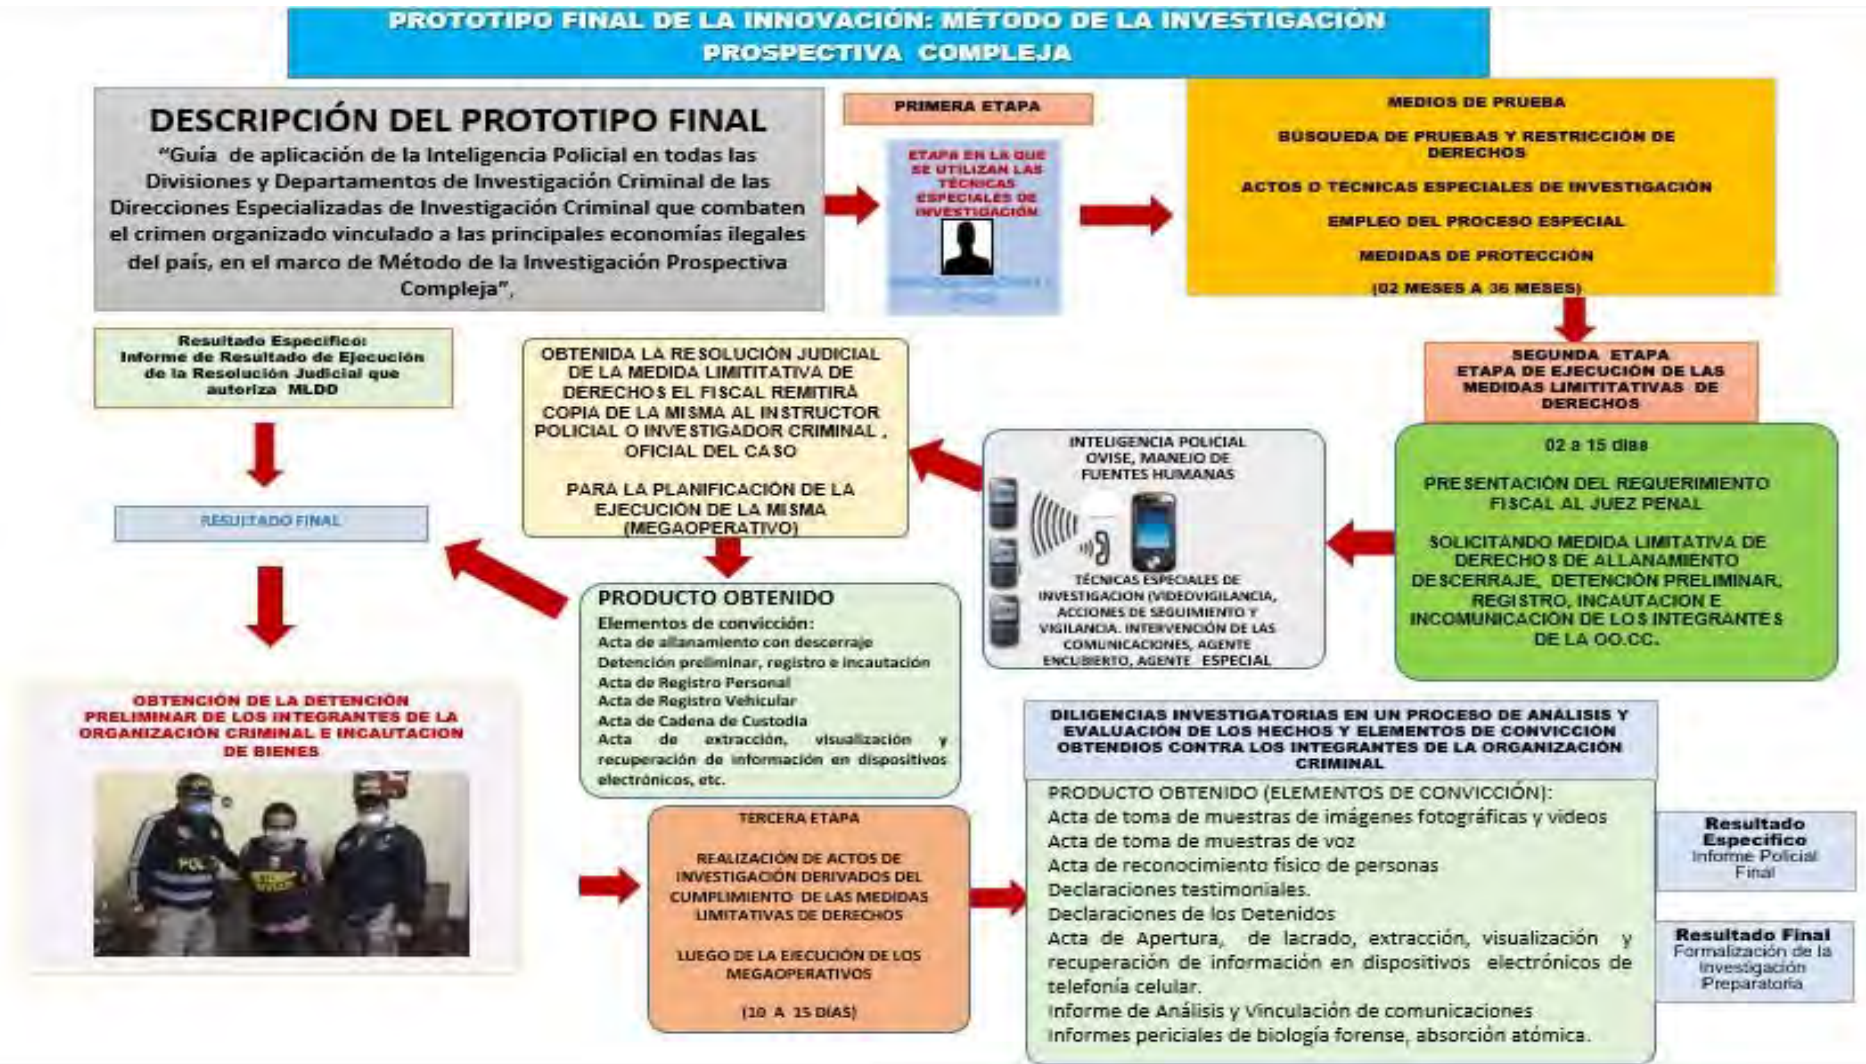 PROTOTIPO FINAL DE LA INNOVACIÓN: MÉTODO DE LA INVESTIGACIÓN
PROSPECTIVA COMPLEJA
DESCRIPCIÓN DEL PROTOTIPO FINAL
“Guía de aplicación de la Inteligencia Policial en todas las
Divisiones y Departamentos de Investigación Criminal de las
Direcciones Especializadas de Investigación Criminal que combaten
el crimen organizado vinculado a las principales economías ilegales
del país, en el marco de Método de la Investigación Prospectiva
Compleja”,
PRIMERA ETAPA
ETAPA EN LA QUE
SE UTILIZAN LAS
TÉCNICAS
ESPECIALES DE
INVESTIGACIÓN
MEDIOS DE PRUEBA
BÚSQUEDA DE PRUEBAS Y RESTRICCIÓN DE
DERECHOS
ACTOS O TÉCNICAS ESPECIALES DE INVESTIGACIÓN
EMPLEO DEL PROCESO ESPECIAL
MEDIDAS DE PROTECCIÓN
(02 MESES A 36 MESES)
SEGUNDA ETAPA
ETAPA DE EJECUCIÓN DE LAS
MEDIDAS LIMITITATIVAS DE
DERECHOS
02 a 15 días
PRESENTACIÓN DEL REQUERIMIENTO
FISCAL AL JUEZ PENAL
SOLICITANDO MEDIDA LIMITATIVA DE
DERECHOS DE ALLANAMIENTO
DESCERRAJE, DETENCIÓN PRELIMINAR,
REGISTRO, INCAUTACION E
INCOMUNICACIÓN DE LOS INTEGRANTES
DE LA OO.CC.
INTELIGENCIA POLICIAL
OVISE, MANEJO DE
FUENTES HUMANAS
TÉCNICAS ESPECIALES DE
INVESTIGACION (VIDEOVIGILANCIA,
ACCIONES DE SEGUIMIENTO Y
VIGILANCIA. INTERVENCIÓN DE LAS
COMUNICACIONES, AGENTE
ENCUBIERTO, AGENTE ESPECIAL
OBTENIDA LA RESOLUCIÓN JUDICIAL
DE LA MEDIDA LIMITITATIVA DE
DERECHOS EL FISCAL REMITIRÁ
COPIA DE LA MISMA AL INSTRUCTOR
POLICIAL O INVESTIGADOR CRIMINAL ,
OFICIAL DEL CASO
PARA LA PLANIFICACIÓN DE LA
EJECUCIÓN DE LA MISMA
(MEGAOPERATIVO)
PRODUCTO OBTENIDO
Elementos de convicción:
Acta de allanamiento con descerraje
Detención preliminar, registro e incautación
Acta de Registro Personal
Acta de Registro Vehicular
Acta de Cadena de Custodia
Acta de extracción, visualización y
recuperación de información en dispositivos
electrónicos, etc.
Resultado Específico:
Informe de Resultado de Ejecución
de la Resolución Judicial que
autoriza MLDD
RESULTADO FINAL
OBTENCIÓN DE LA DETENCIÓN
PRELIMINAR DE LOS INTEGRANTES DE LA
ORGANIZACIÓN CRIMINAL E INCAUTACION
DE BIENES
TERCERA ETAPA
REALIZACIÓN DE ACTOS DE
INVESTIGACIÓN DERIVADOS DEL
CUMPLIMIENTO DE LAS MEDIDAS
LIMITATIVAS DE DERECHOS
LUEGO DE LA EJECUCIÓN DE LOS
MEGAOPERATIVOS
(10 A 15 DÍAS)
DILIGENCIAS INVESTIGATORIAS EN UN PROCESO DE ANÁLISIS Y
EVALUACIÓN DE LOS HECHOS Y ELEMENTOS DE CONVICCIÓN
OBTENDIOS CONTRA LOS INTEGRANTES DE LA ORGANIZACIÓN
CRIMINAL
PRODUCTO OBTENIDO (ELEMENTOS DE CONVICCIÓN):
Acta de toma de muestras de imágenes fotográficas y videos
Acta de toma de muestras de voz
Acta de reconocimiento físico de personas
Declaraciones testimoniales.
Declaraciones de los Detenidos
Acta de Apertura, de lacrado, extracción, visualización y
recuperación de información en dispositivos electrónicos de
telefonía celular.
Informe de Análisis y Vinculación de comunicaciones
Informes periciales de biología forense, absorción atómica.
Resultado
Específico
Informe Policial
Final
Resultado Final
Formalización de la
Investigación
Preparatoria